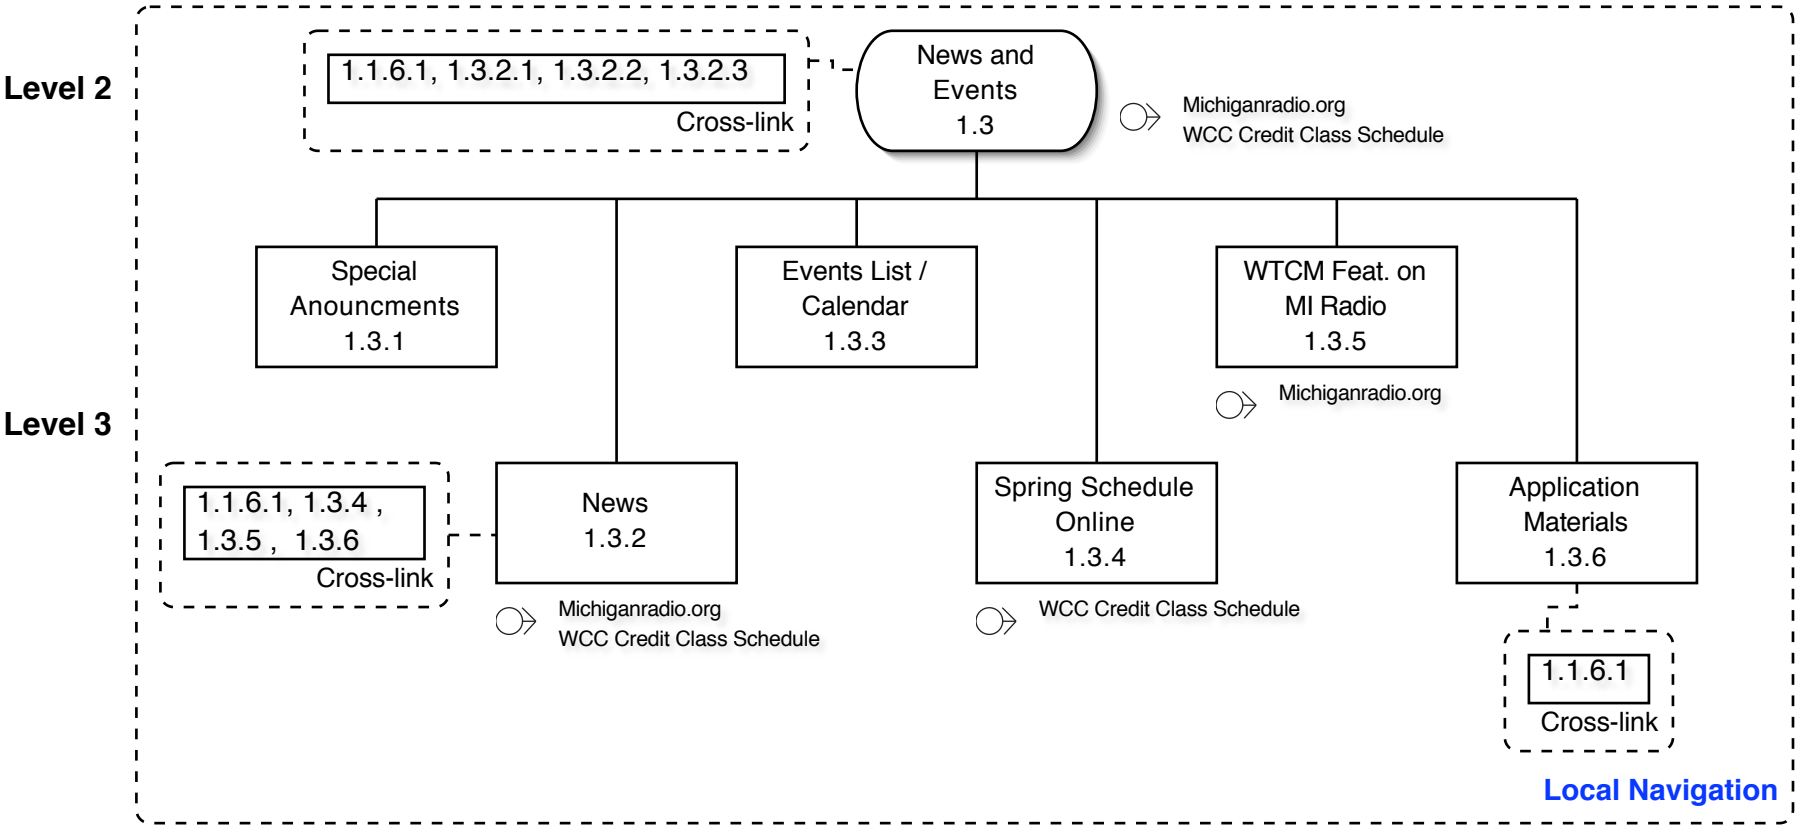 Level 2
1.1.6.1, 1.3.2.1, 1.3.2.2, 1.3.2.3
Cross-link
News and
Events
1.3
Michiganradio.org
WCC Credit Class Schedule
Special
Anouncments
1.3.1
Events List /
Calendar
1.3.3
WTCM Feat. on
MI Radio
1.3.5
Michiganradio.org
Level 3
1.1.6.1, 1.3.4 ,
1.3.5 , 1.3.6
Cross-link
News
1.3.2
Michiganradio.org
WCC Credit Class Schedule
Spring Schedule
Online
1.3.4
WCC Credit Class Schedule
Application
Materials
1.3.6
1.1.6.1
Cross-link
Local Navigation